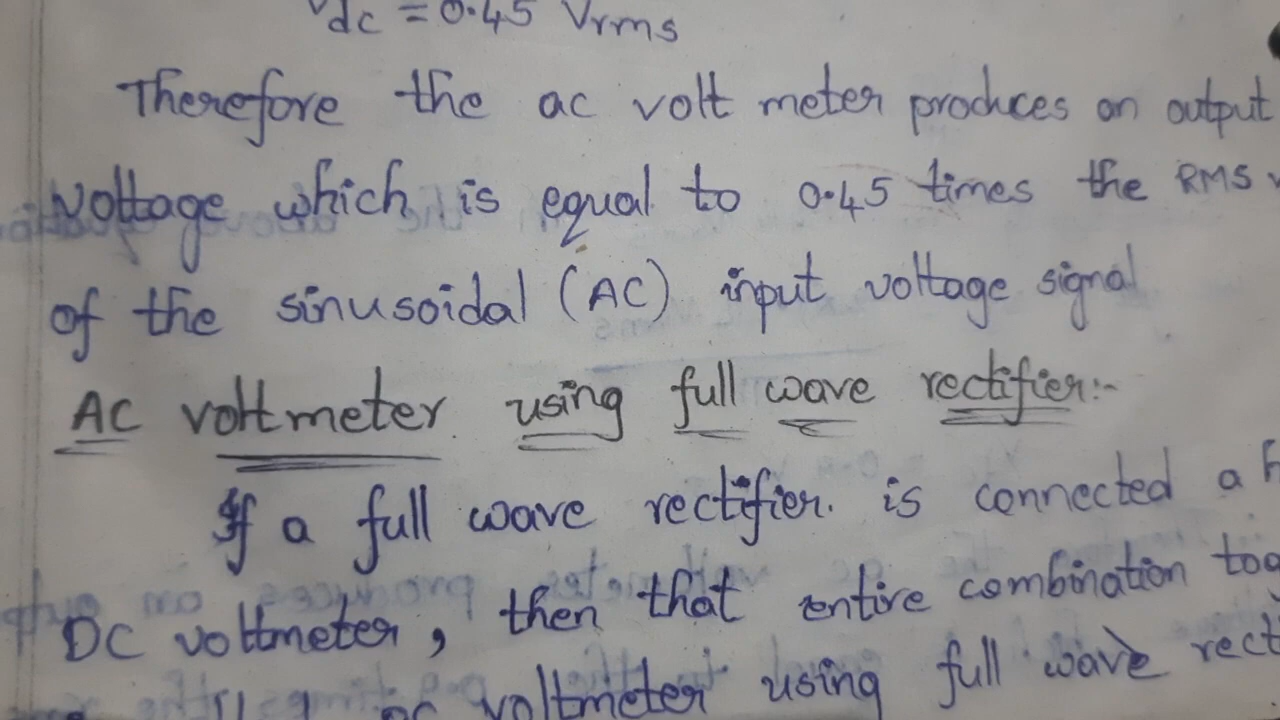 Vdc = 0.45 Vrms
Therefore the ac volt meter produces an output
voltage which is equal to 0.45 times the RMS
of the sinusoidal (AC) input voltage signal
AC voltmeter using full wave rectifier:-
If a full wave rectifier. is connected a
DC voltmeter, then that entire combination tog
voltmeter using full wave rect